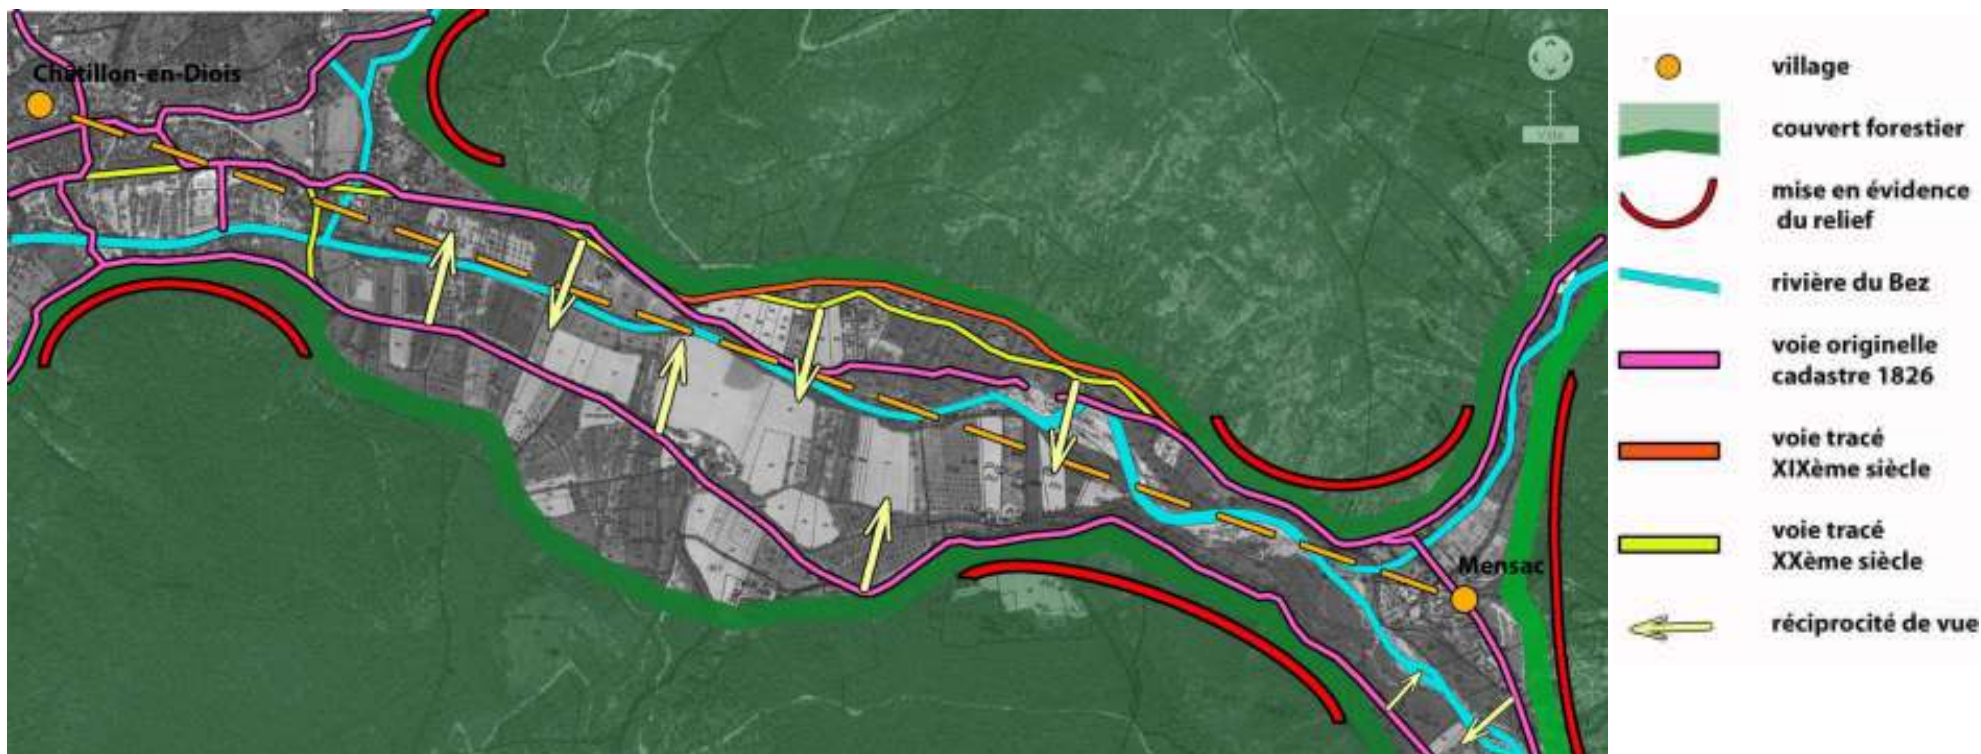 Châtillon-en-Diois
Mensac
village
couvert forestier
mise en évidence
du relief
rivière du Bez
voie originelle
cadastre 1826
voie tracé
XIXème siècle
voie tracé
XXème siècle
réciprocité de vue